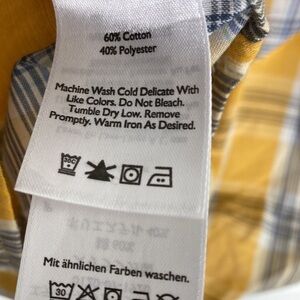 60% Cotton
40% Polyester
Machine Wash Cold Delicate With
Like Colors. Do Not Bleach.
Tumble Dry Low. Remove
Promptly. Warm Iron As Desired.
Mit ähnlichen Farben waschen.
30